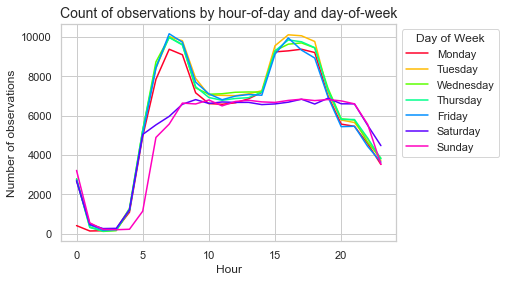 Count of observations by hour-of-day and day-of-week
Number of observations
10000
8000
6000
4000
2000
0
0
5
10
15
20
Hour
Day of Week
Monday
Tuesday
Wednesday
Thursday
Friday
Saturday
Sunday